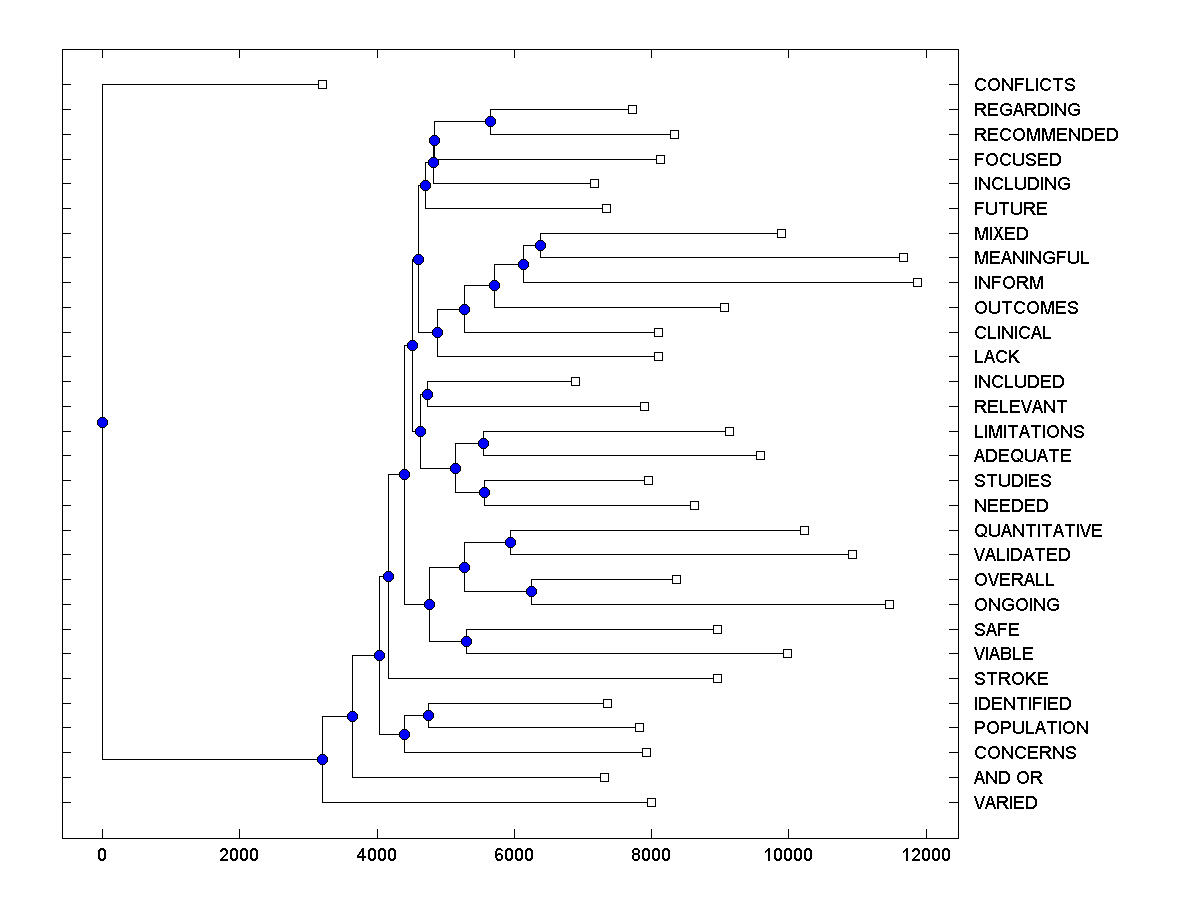 CONFLICTS
REGARDING
RECOMMENDED
FOCUSED
INCLUDING
FUTURE
MIXED
MEANINGFUL
INFORM
OUTCOMES
CLINICAL
LACK
INCLUDED
RELEVANT
LIMITATIONS
ADEQUATE
STUDIES
NEEDED
QUANTITATIVE
VALIDATED
OVERALL
ONGOING
SAFE
VIABLE
STROKE
IDENTIFIED
POPULATION
CONCERNS
AND OR
VARIED
0 2000 4000 6000 8000 10000 12000